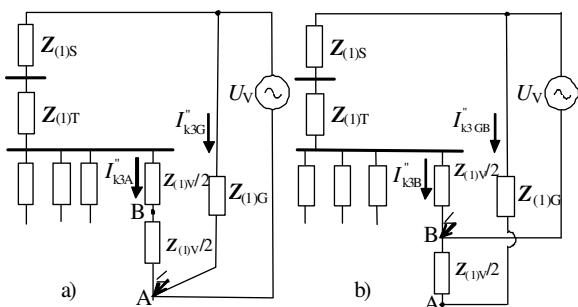 Z(1)S
Z(1)T
I"k3G
UV
I"k3A
Z(1)V/2
B
Z(1)G
Z(1)V/2
a)
A
Z(1)S
Z(1)T
I"k3GB
UV
I"k3B
Z(1)V/2
Z(1)G
B
Z(1)V/2
b)
A